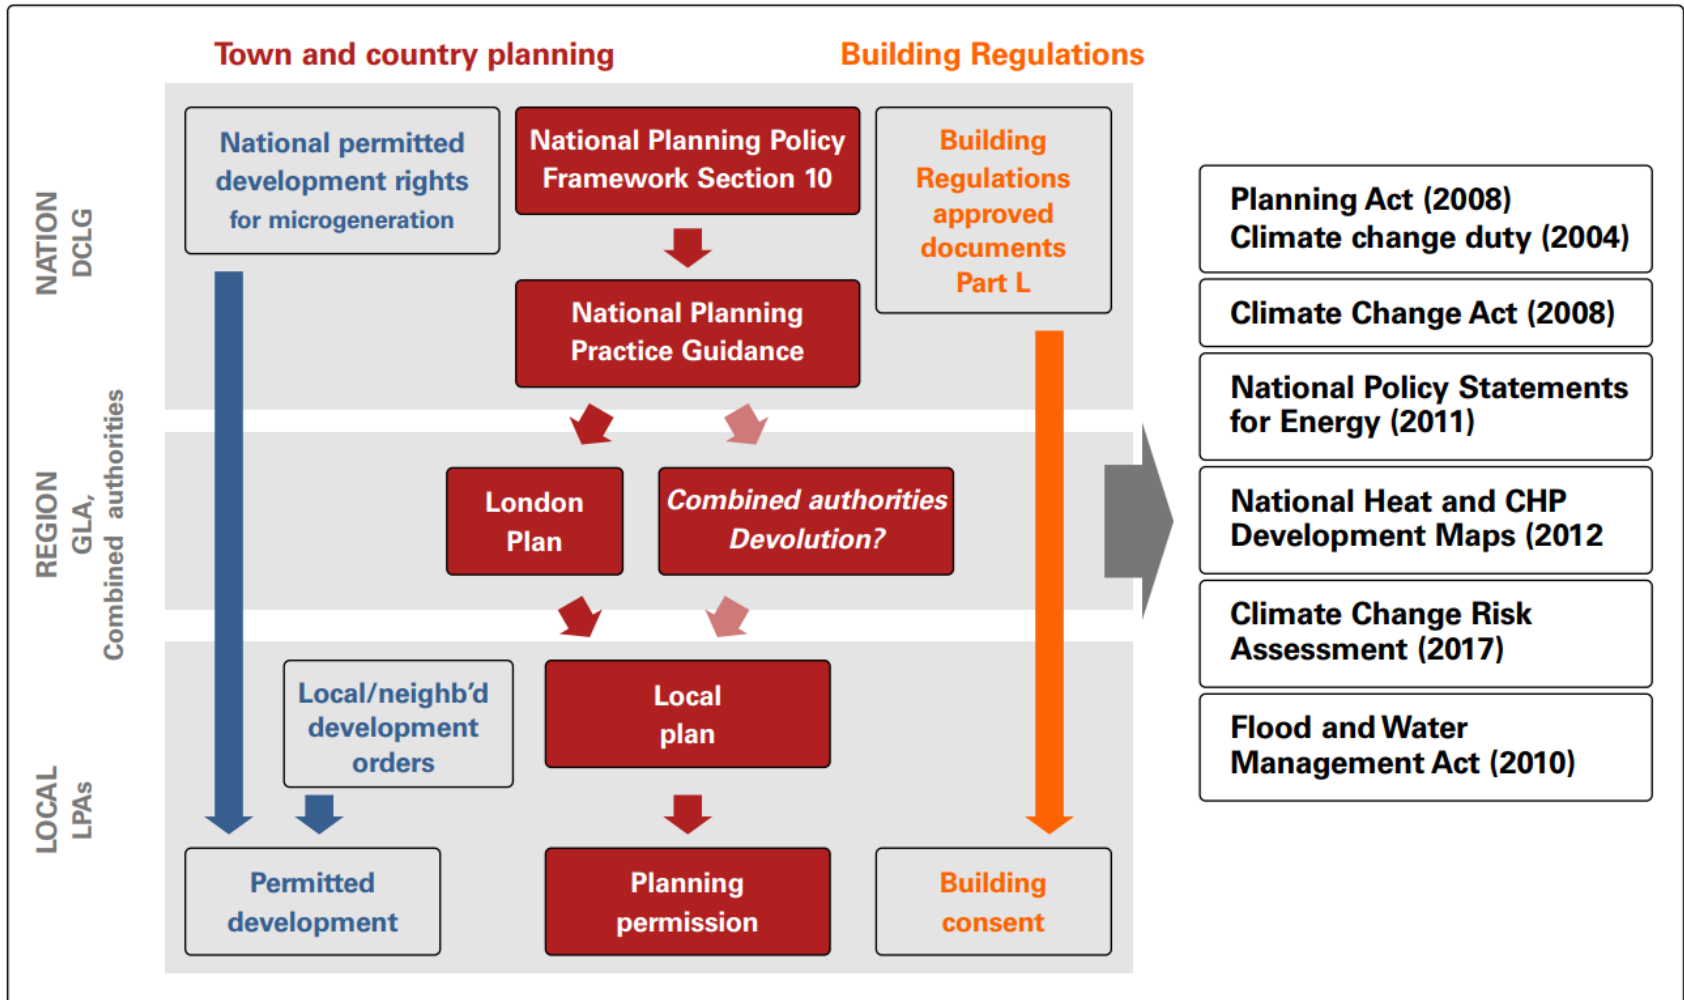 Town and country planning
Building Regulations
NATION
DCLG
National permitted
development rights
for microgeneration
National Planning Policy
Framework Section 10
Building
Regulations
approved
documents
Part L
National Planning
Practice Guidance
REGION
GLA,
Combined authorities
London
Plan
Combined authorities
Devolution?
LOCAL
LPAs
Local/neighb’d
development
orders
Local
plan
Permitted
development
Planning
permission
Building
consent
Planning Act (2008)
Climate change duty (2004)
Climate Change Act (2008)
National Policy Statements
for Energy (2011)
National Heat and CHP
Development Maps (2012
Climate Change Risk
Assessment (2017)
Flood and Water
Management Act (2010)